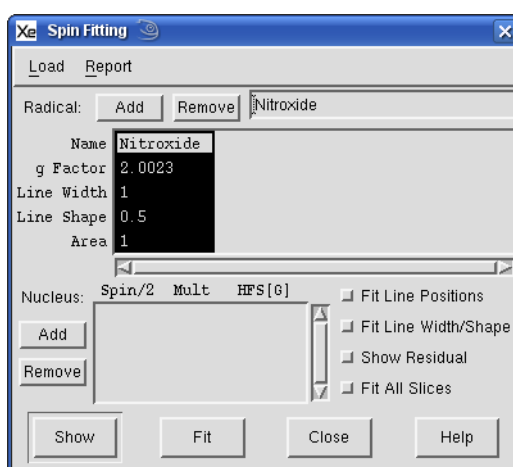 Xe Spin Fitting
Load Report
Radical: Add Remove Nitroxide
Name Nitroxide
g Factor 2.0023
Line Width 1
Line Shape 0.5
Area 1
Nucleus: Spin/2 Mult HFS[G]
Add
Remove
Fit Line Positions
Fit Line Width/Shape
Show Residual
Fit All Slices
Show Fit Close Help